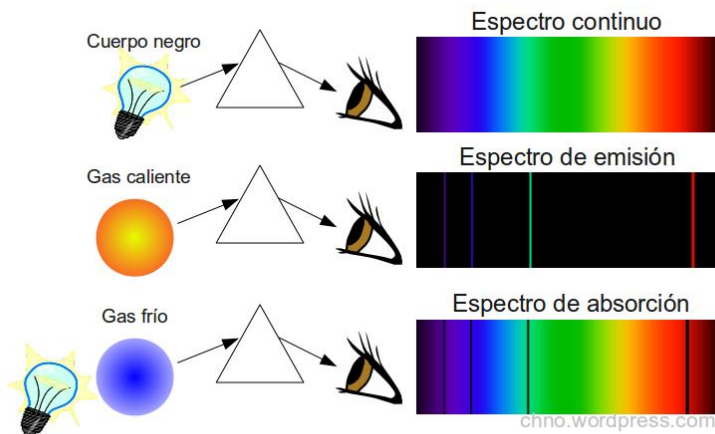 Cuerpo negro
Espectro continuo
Gas caliente
Espectro de emisión
Gas frío
Espectro de absorción
chno.wordpress.com